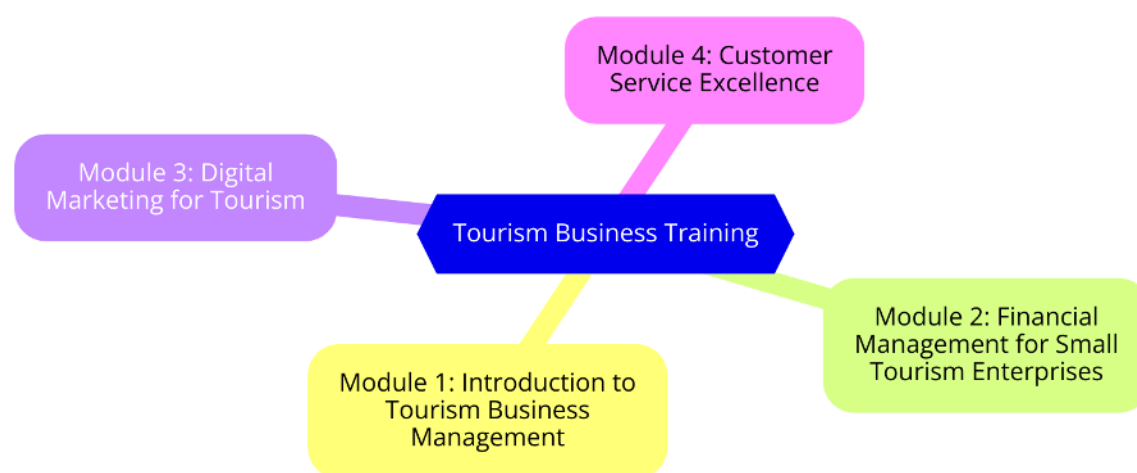 Module 4: Customer
Service Excellence
Module 3: Digital
Marketing for Tourism
Tourism Business Training
Module 2: Financial
Management for Small
Tourism Enterprises
Module 1: Introduction to
Tourism Business
Management